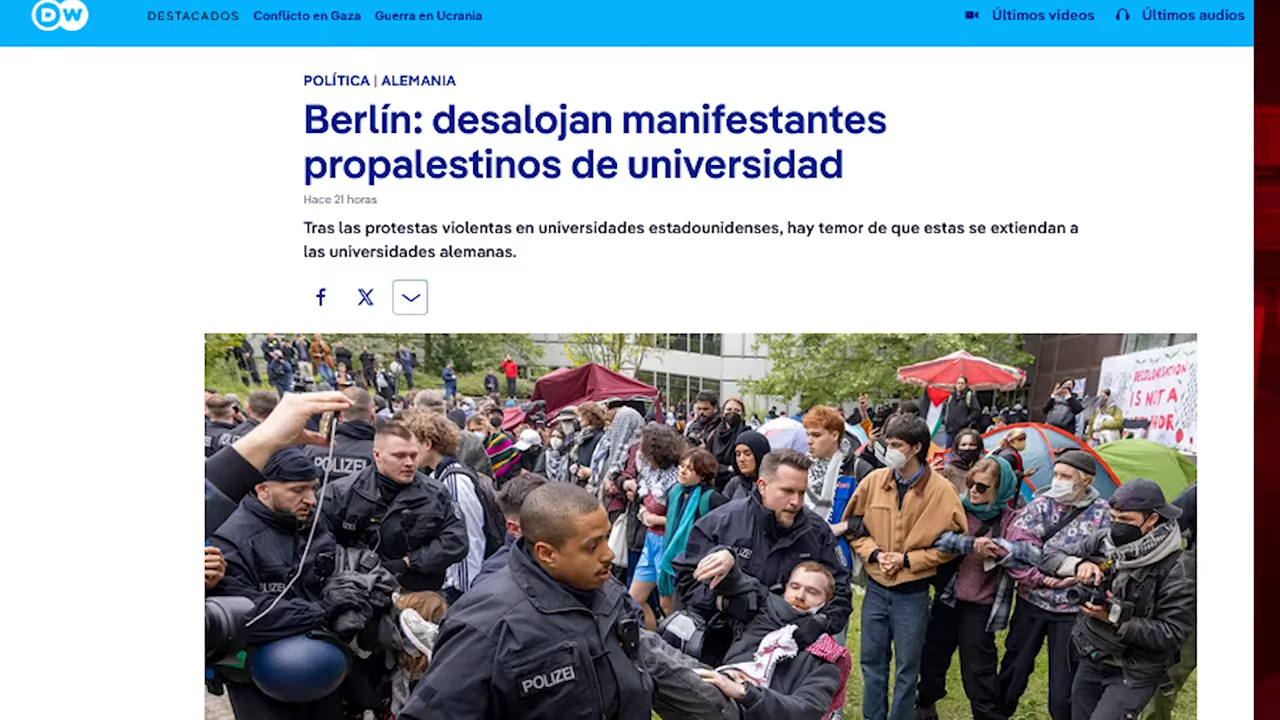 DW
DESTACADOS Conflicto en Gaza Guerra en Ucrania Últimos videos Últimos audios
POLÍTICA | ALEMANIA
Berlín: desalojan manifestantes
propalestinos de universidad
Hace 21 horas
Tras las protestas violentas en universidades estadounidenses, hay temor de que estas se extiendan a
las universidades alemanas.
DECOLONISATION
IS NOT A
POLIZEI
POLIZEI
POLIZEI